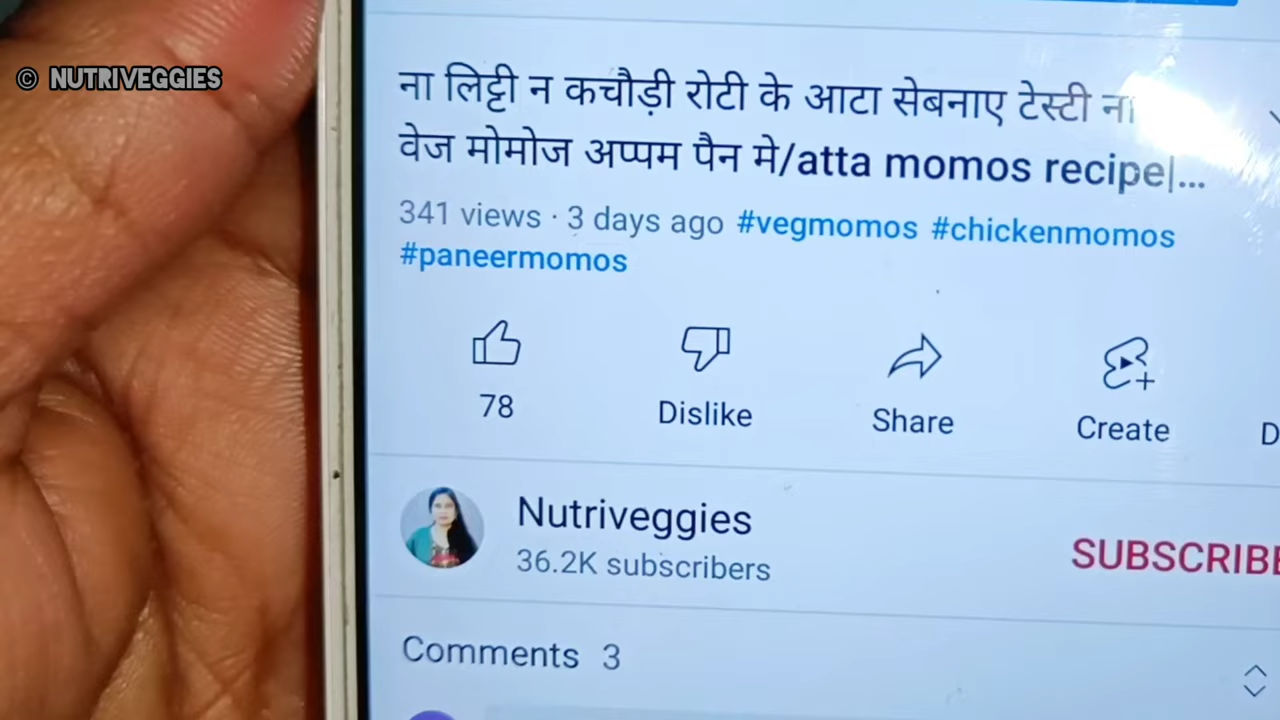 © NUTRIVEGGIES
ना लिट्टी न कचौड़ी रोटी के आटा सेबनाए टेस्टी ना
वेज मोमोज अप्पम पैन मे/atta momos recipe|...
341 views · 3 days ago #vegmomos #chickenmomos
#paneermomos
78
Dislike
Share
Create
D
Nutriveggies
36.2K subscribers
SUBSCRIBE
Comments 3